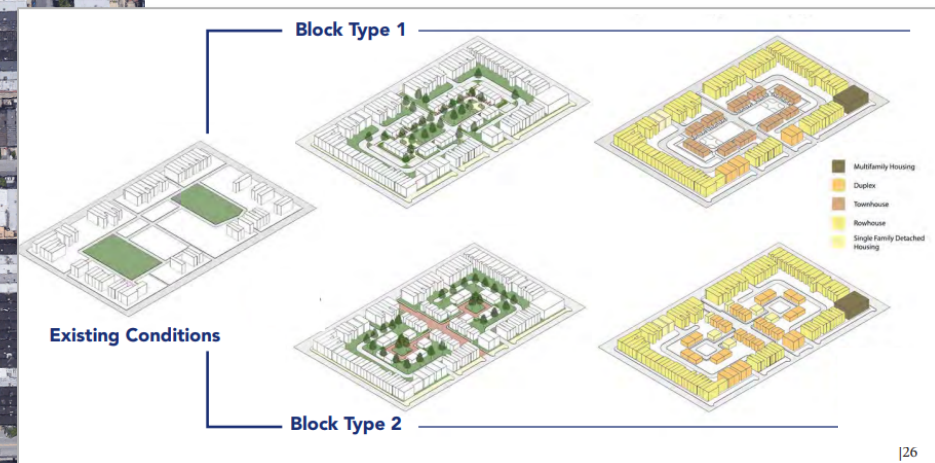 Block Type 1
Multifamily Housing
Duplex
Townhouse
Rowhouse
Single Family Detached
Housing
Existing Conditions
Block Type 2
|26